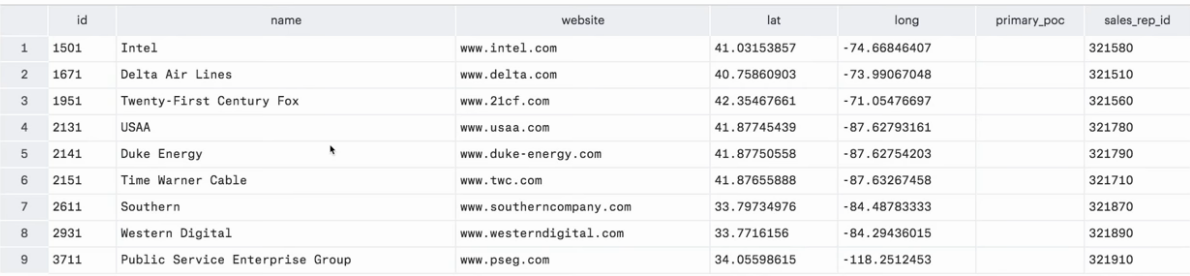 id name website lat long primary_poc sales_rep_id
1 1501 Intel www.intel.com 41.03153857 -74.66846407 321580
2 1671 Delta Air Lines www.delta.com 40.75860903 -73.99067048 321510
3 1951 Twenty-First Century Fox www.21cf.com 42.35467661 -71.05476697 321560
4 2131 USAA www.usaa.com 41.87745439 -87.62793161 321780
5 2141 Duke Energy www.duke-energy.com 41.87750558 -87.62754203 321790
6 2151 Time Warner Cable www.twc.com 41.87655888 -87.63267458 321710
7 2611 Southern www.southerncompany.com 33.79734976 -84.48783333 321870
8 2931 Western Digital www.westerndigital.com 33.7716156 -84.29436015 321890
9 3711 Public Service Enterprise Group www.pseg.com 34.05598615 -118.2512453 321910